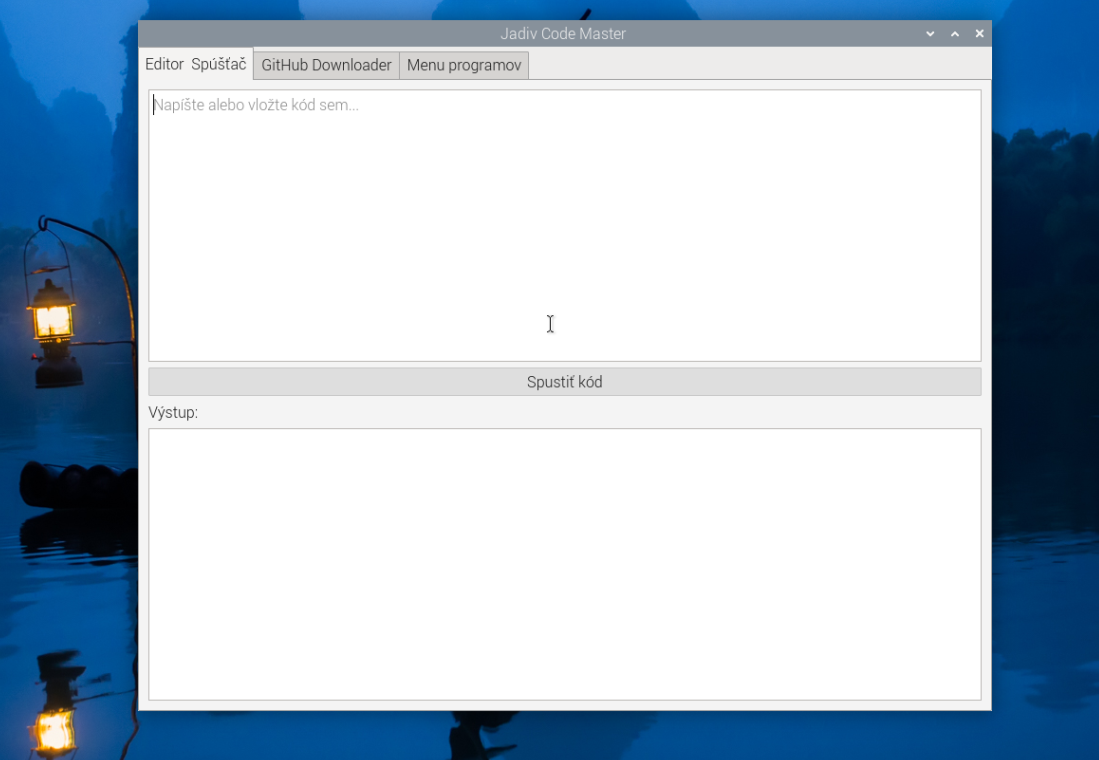 Jadiv Code Master
Editor Spúšťač GitHub Downloader Menu programov
Napíšte alebo vložte kód sem...
Spustiť kód
Výstup: